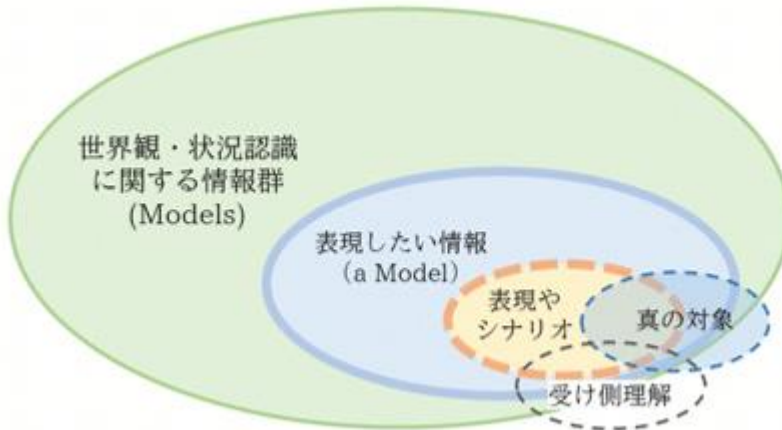 世界観・状況認識
に関する情報群
(Models)
表現したい情報
（a Model）
表現や
シナリオ
真の対象
受け側理解